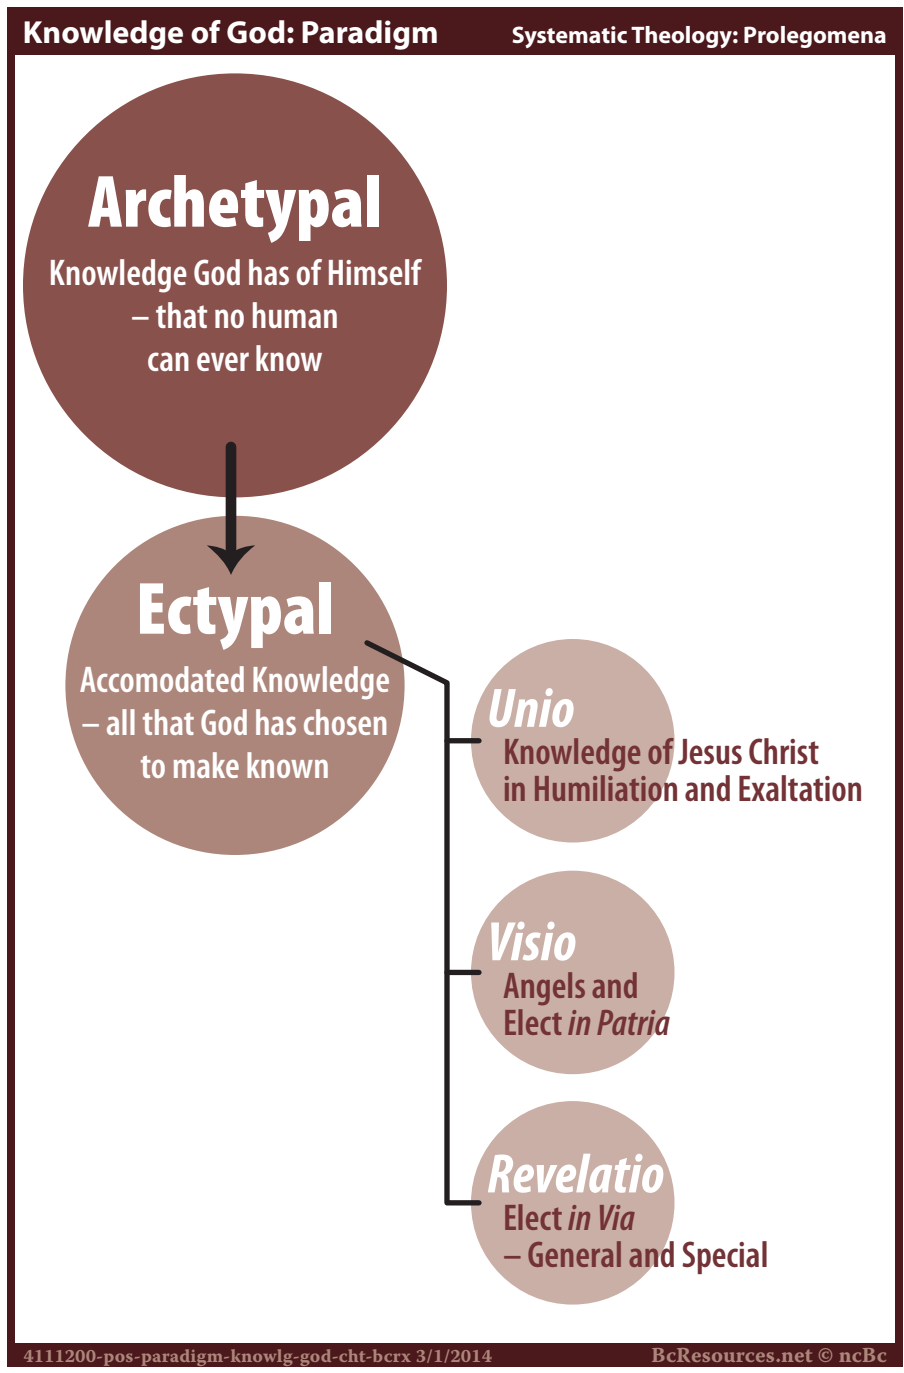 Knowledge of God: Paradigm
Systematic Theology: Prolegomena
Archetypal
Knowledge God has of Himself
– that no human
can ever know
Ectypal
Accomodated Knowledge
– all that God has chosen
to make known
Unio
Knowledge of Jesus Christ
in Humiliation and Exaltation
Visio
Angels and
Elect in Patria
Revelatio
Elect in Via
– General and Special
4111200-pos-paradigm-knowlg-god-cht-bcrx 3/1/2014
BcResources.net © ncBc